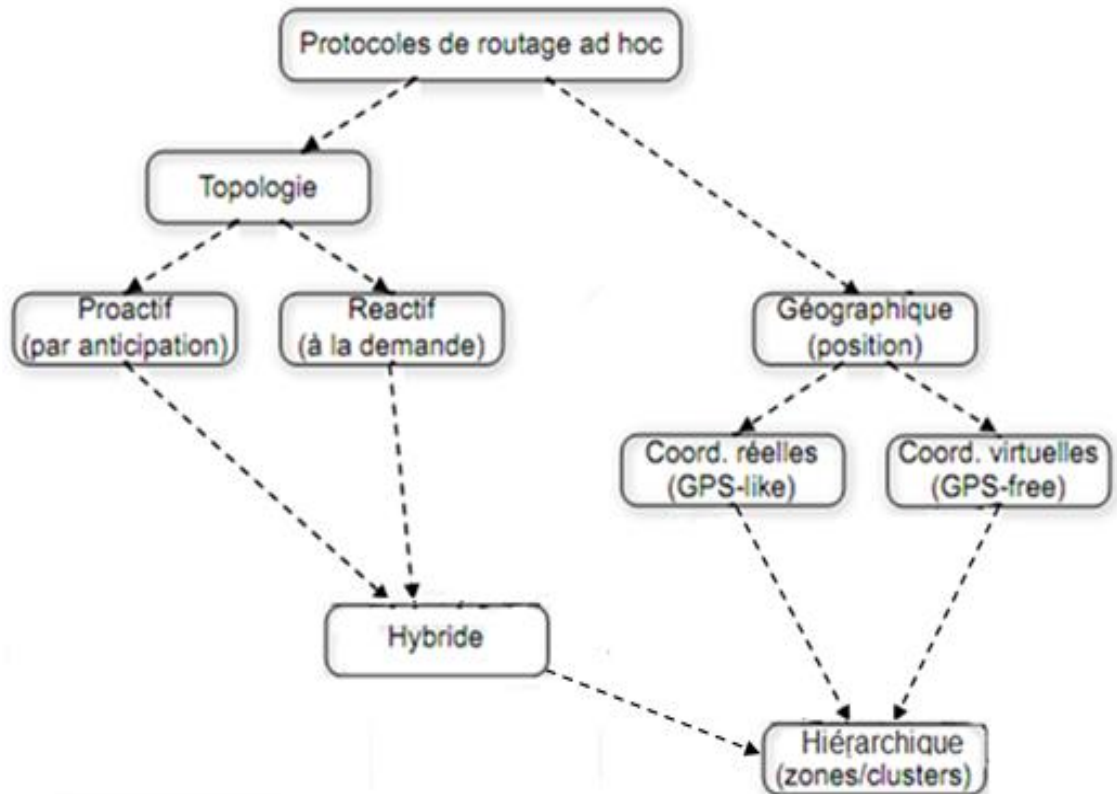 Protocoles de routage ad hoc
Topologie
Proactif
(par anticipation)
Reactif
(à la demande)
Géographique
(position)
Coord. réelles
(GPS-like)
Coord. virtuelles
(GPS-free)
Hybride
Hiérarchique
(zones/clusters)